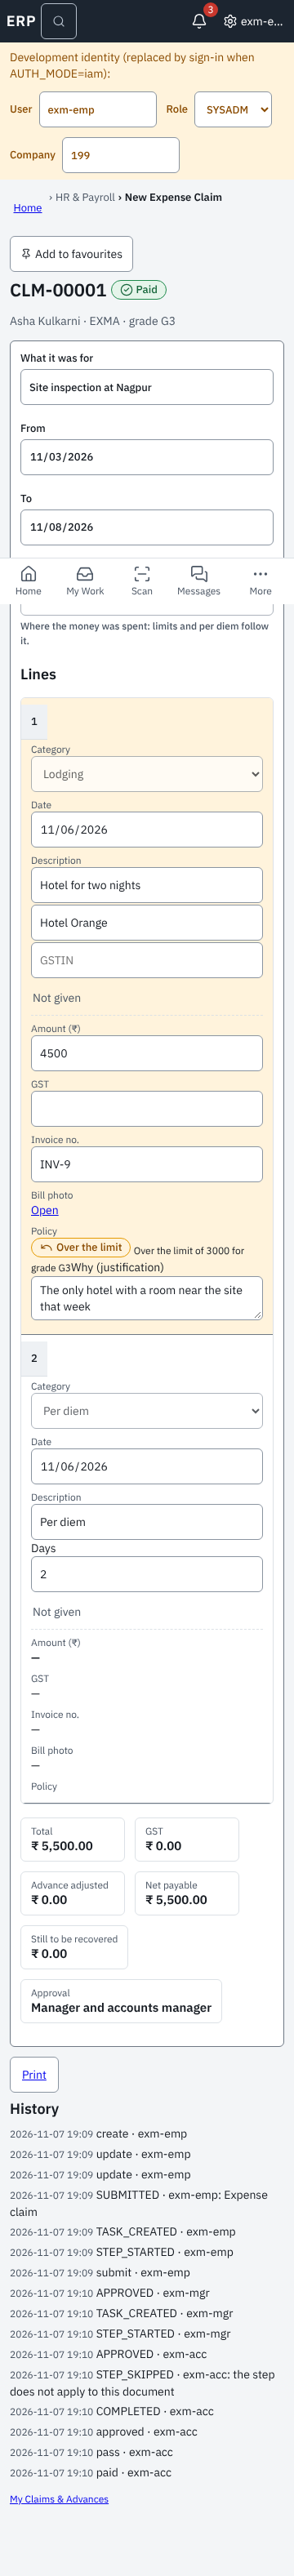 ERP
3
exm-e...
Development identity (replaced by sign-in when
AUTH_MODE=iam):
User exm-emp Role SYSADM
Company 199
Home › HR & Payroll › New Expense Claim
Add to favourites
CLM-00001 Paid
Asha Kulkarni · EXMA · grade G3
What it was for
Site inspection at Nagpur
From
11/03/2026
To
11/08/2026
Home My Work Scan Messages More
Where the money was spent: limits and per diem follow
it.
Lines
1
Category
Lodging
Date
11/06/2026
Description
Hotel for two nights
Hotel Orange
GSTIN
Not given
Amount (₹)
4500
GST
Invoice no.
INV-9
Bill photo
Open
Policy
Over the limit Over the limit of 3000 for
grade G3Why (justification)
The only hotel with a room near the site
that week
2
Category
Per diem
Date
11/06/2026
Description
Per diem
Days
2
Not given
Amount (₹)
—
GST
—
Invoice no.
—
Bill photo
—
Policy
Total GST
₹ 5,500.00 ₹ 0.00
Advance adjusted Net payable
₹ 0.00 ₹ 5,500.00
Still to be recovered
₹ 0.00
Approval
Manager and accounts manager
Print
History
2026-11-07 19:09 create · exm-emp
2026-11-07 19:09 update · exm-emp
2026-11-07 19:09 update · exm-emp
2026-11-07 19:09 SUBMITTED · exm-emp: Expense
claim
2026-11-07 19:09 TASK_CREATED · exm-emp
2026-11-07 19:09 STEP_STARTED · exm-emp
2026-11-07 19:09 submit · exm-emp
2026-11-07 19:10 APPROVED · exm-mgr
2026-11-07 19:10 TASK_CREATED · exm-mgr
2026-11-07 19:10 STEP_STARTED · exm-mgr
2026-11-07 19:10 APPROVED · exm-acc
2026-11-07 19:10 STEP_SKIPPED · exm-acc: the step
does not apply to this document
2026-11-07 19:10 COMPLETED · exm-acc
2026-11-07 19:10 approved · exm-acc
2026-11-07 19:10 pass · exm-acc
2026-11-07 19:10 paid · exm-acc
My Claims & Advances